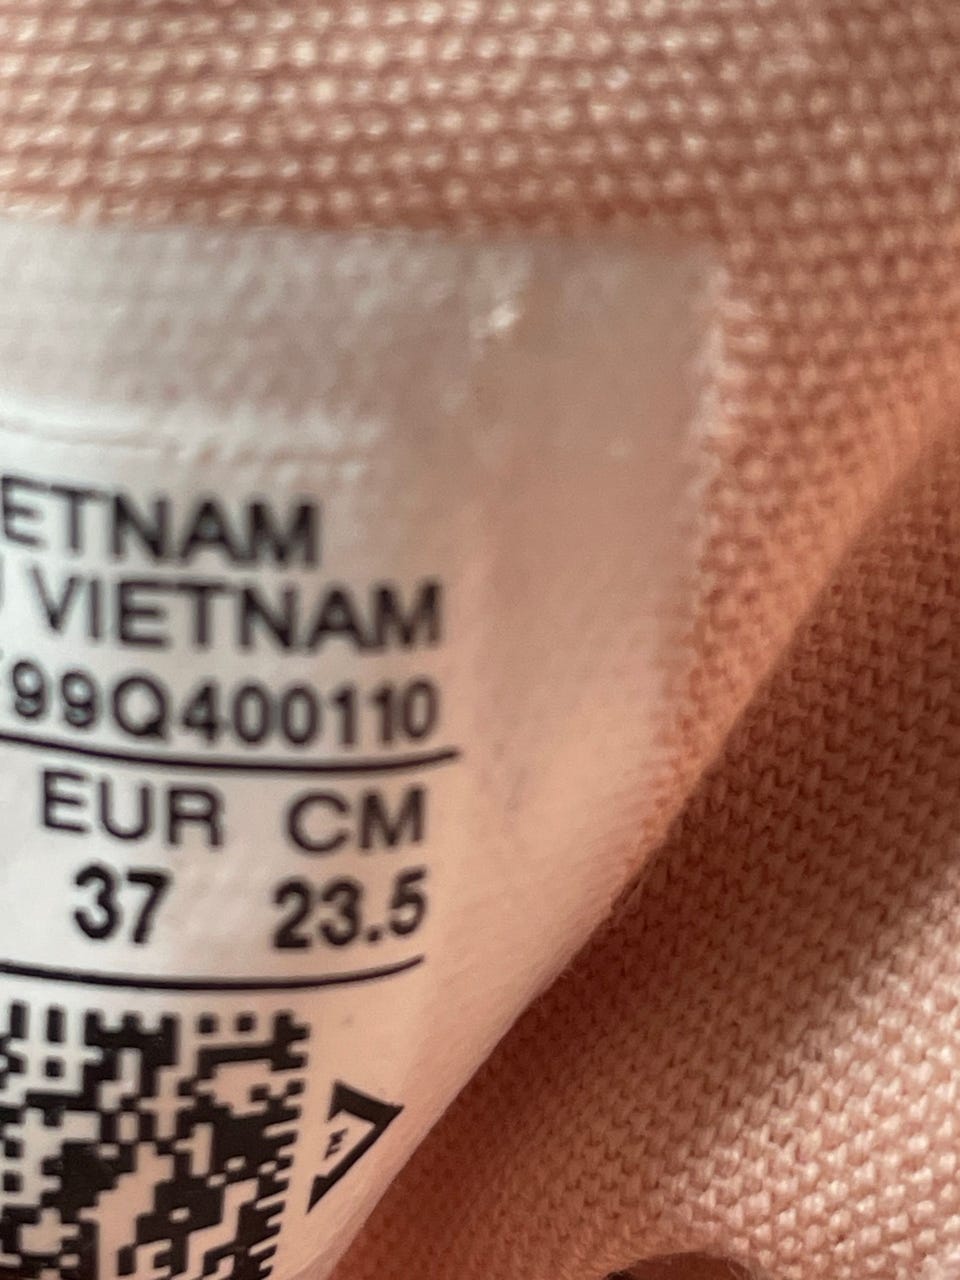 ETNAM
VIETNAM
99Q400110
EUR CM
37 23.5